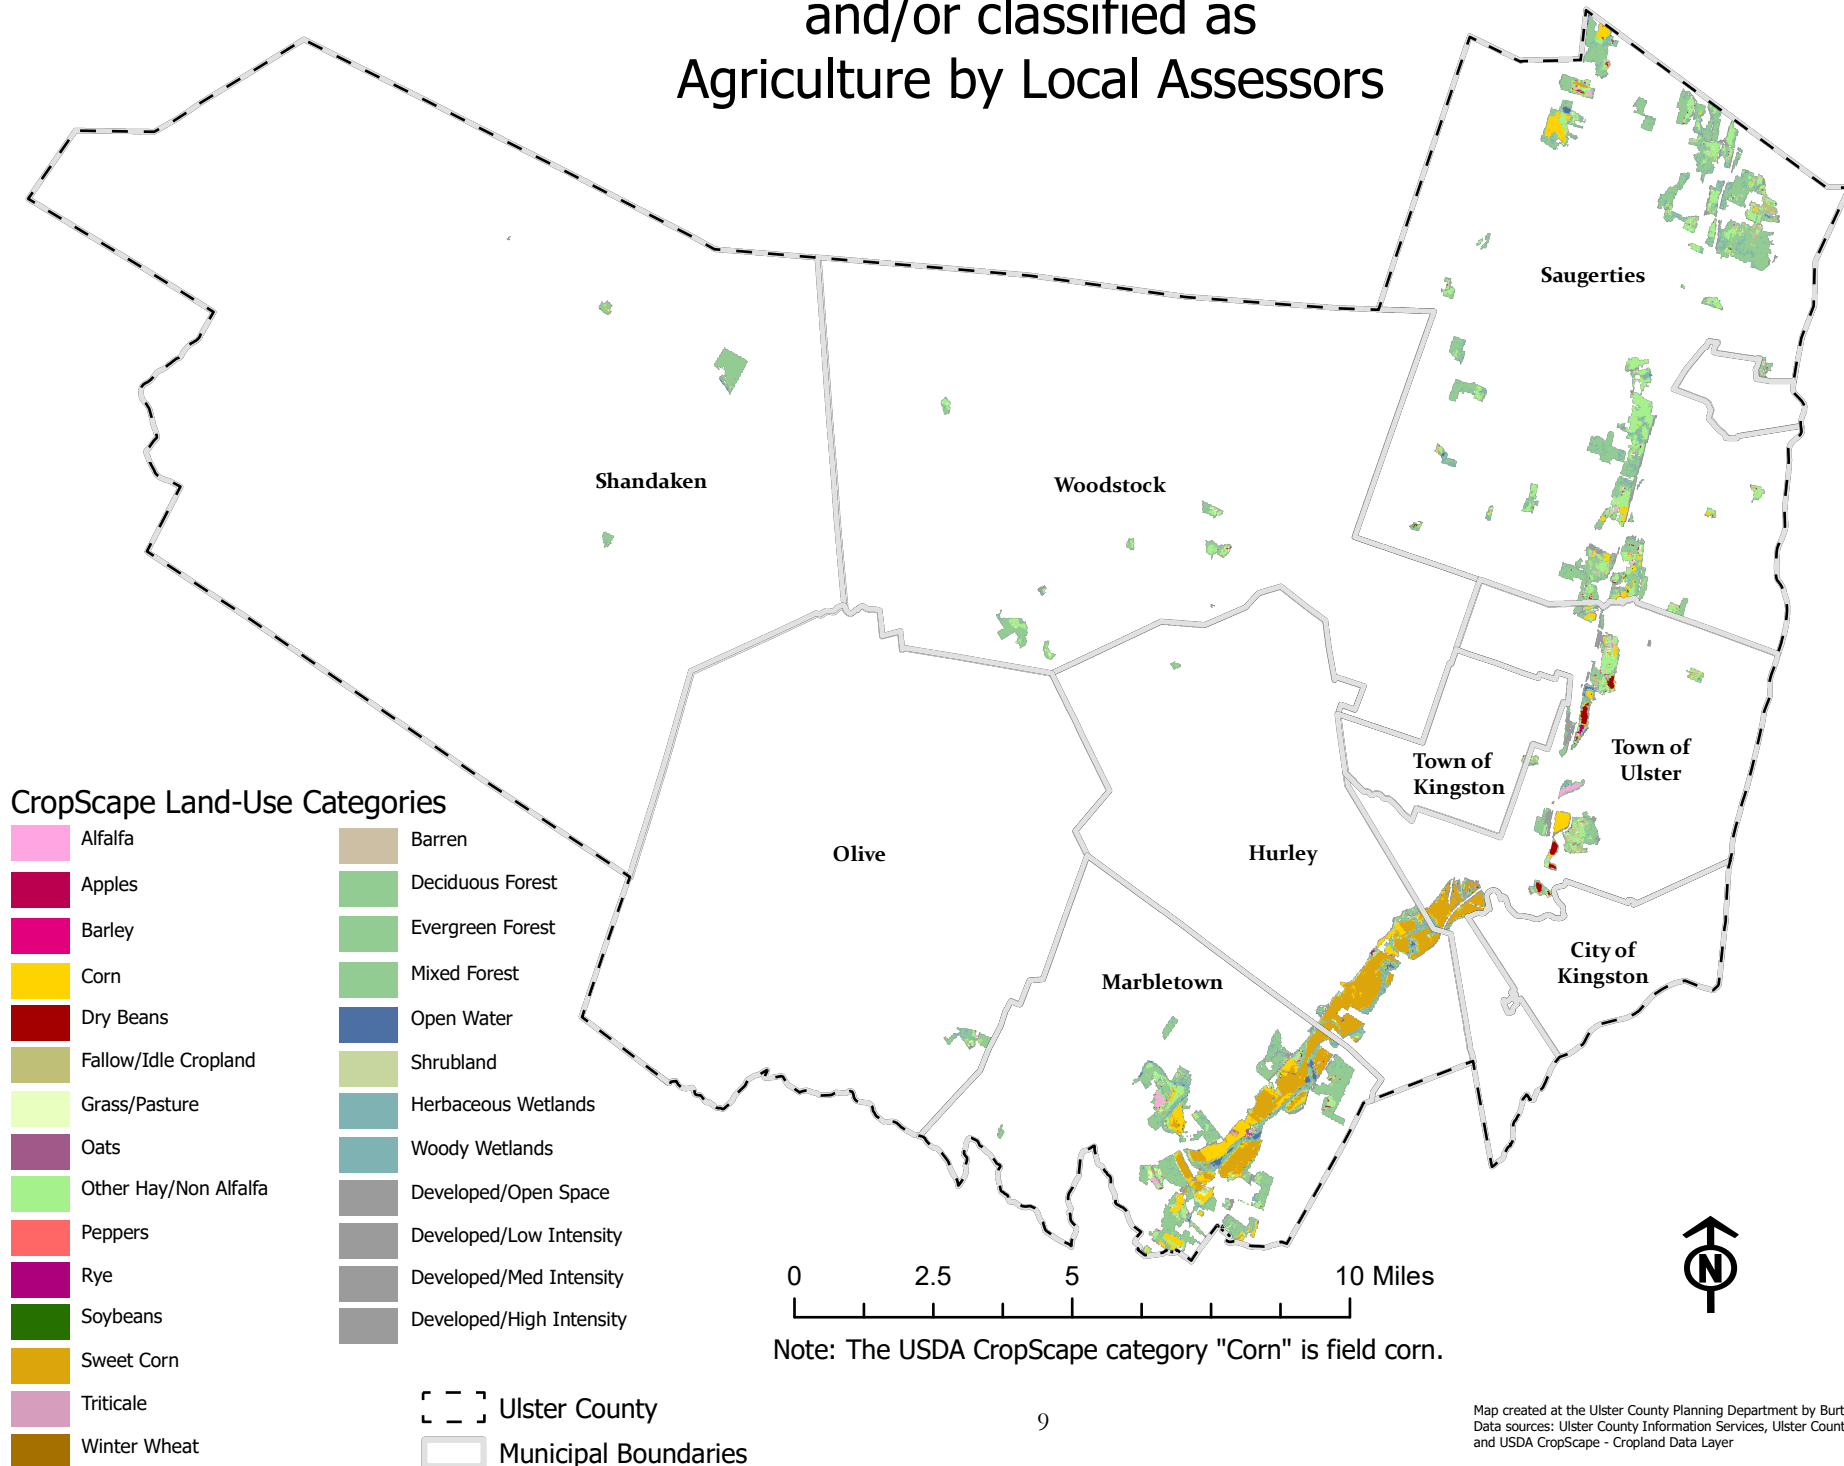 and/or classified as
Agriculture by Local Assessors
Saugerties
Shandaken
Woodstock
Town of
Ulster
Town of
Kingston
Olive
Hurley
City of
Kingston
Marbletown
CropScape Land-Use Categories
Alfalfa
Apples
Barley
Corn
Dry Beans
Fallow/Idle Cropland
Grass/Pasture
Oats
Other Hay/Non Alfalfa
Peppers
Rye
Soybeans
Sweet Corn
Triticale
Winter Wheat
Barren
Deciduous Forest
Evergreen Forest
Mixed Forest
Open Water
Shrubland
Herbaceous Wetlands
Woody Wetlands
Developed/Open Space
Developed/Low Intensity
Developed/Med Intensity
Developed/High Intensity
Ulster County
Municipal Boundaries
0 2.5 5 10 Miles
Note: The USDA CropScape category "Corn" is field corn.
N
9
Map created at the Ulster County Planning Department by Burt
Data sources: Ulster County Information Services, Ulster Count
and USDA CropScape - Cropland Data Layer